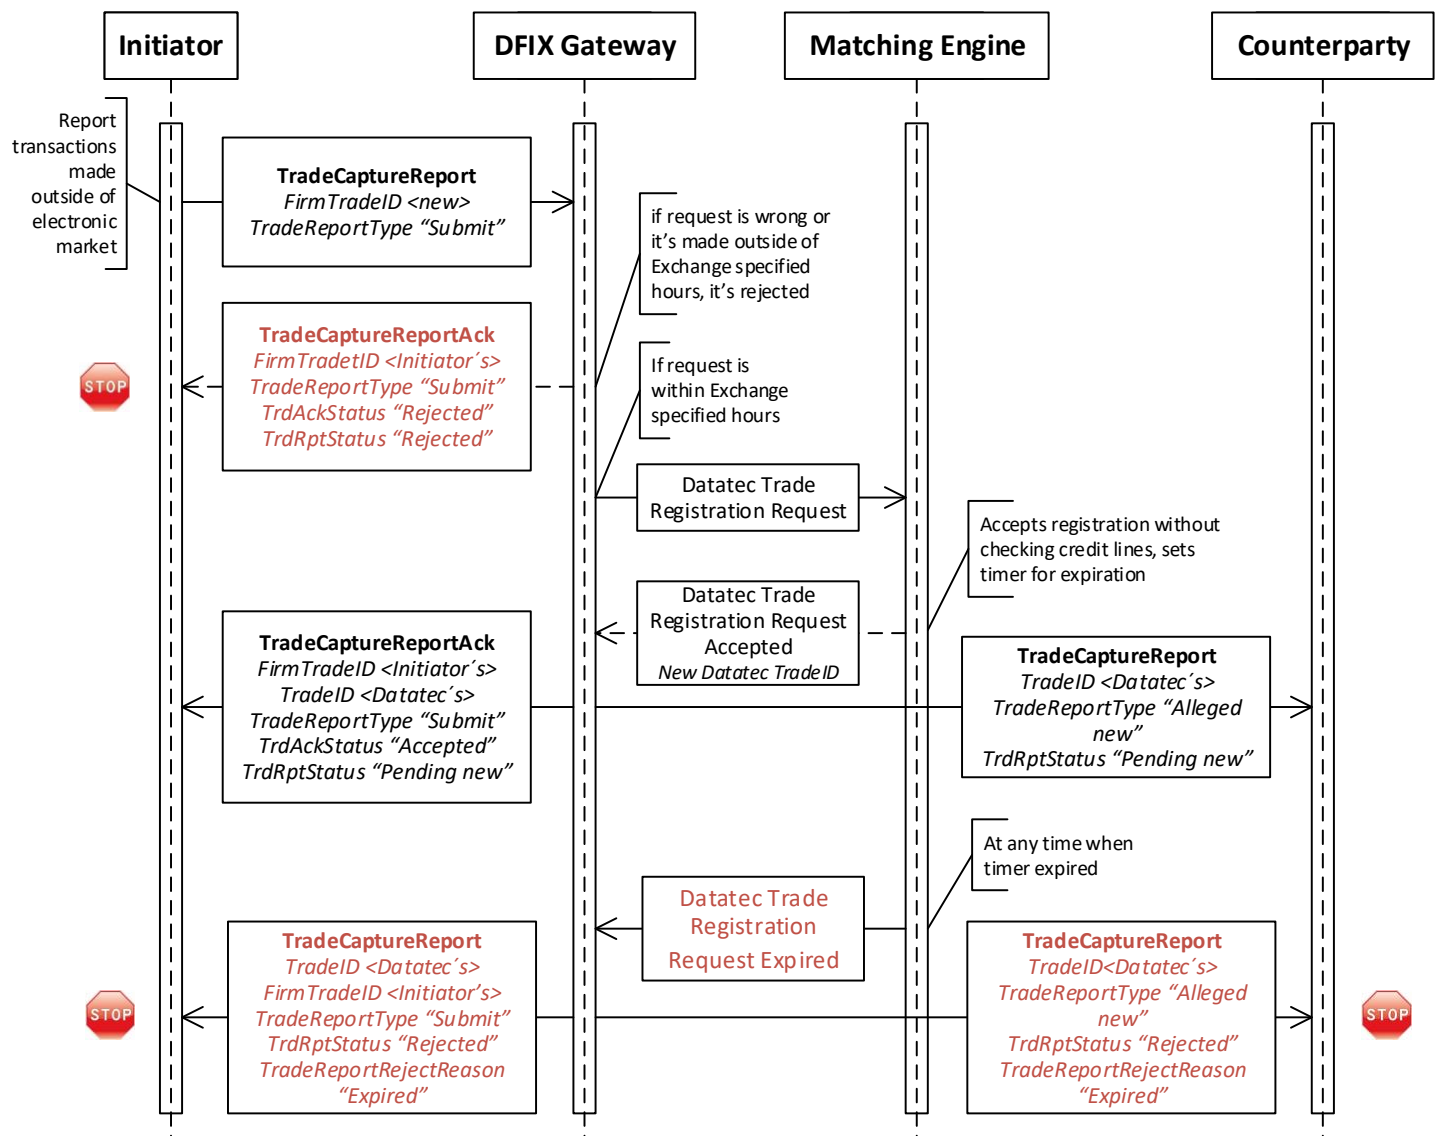 Initiator
DFIX Gateway
Matching Engine
Counterparty
Report
transactions
made
outside of
electronic
market
TradeCaptureReport
FirmTradeID <new>
TradeReportType “Submit”
if request is wrong or
it’s made outside of
Exchange specified
hours, it’s rejected
TradeCaptureReportAck
FirmTradetID <Initiator´s>
TradeReportType “Submit”
TrdAckStatus “Rejected”
TrdRptStatus “Rejected”
STOP
If request is
within Exchange
specified hours
Datatec Trade
Registration Request
Accepts registration without
checking credit lines, sets
timer for expiration
Datatec Trade
Registration Request
Accepted
New Datatec TradeID
TradeCaptureReportAck
FirmTradeID <Initiator´s>
TradeID <Datatec´s>
TradeReportType “Submit”
TrdAckStatus “Accepted”
TrdRptStatus “Pending new”
TradeCaptureReport
TradeID <Datatec´s>
TradeReportType “Alleged
new”
TrdRptStatus “Pending new”
At any time when
timer expired
Datatec Trade
Registration
Request Expired
TradeCaptureReport
TradeID <Datatec´s>
FirmTradeID <Initiator’s>
TradeReportType “Submit”
TrdRptStatus “Rejected”
TradeReportRejectReason
“Expired”
STOP
TradeCaptureReport
TradeID<Datatec´s>
TradeReportType “Alleged
new”
TrdRptStatus “Rejected”
TradeReportRejectReason
“Expired”
STOP